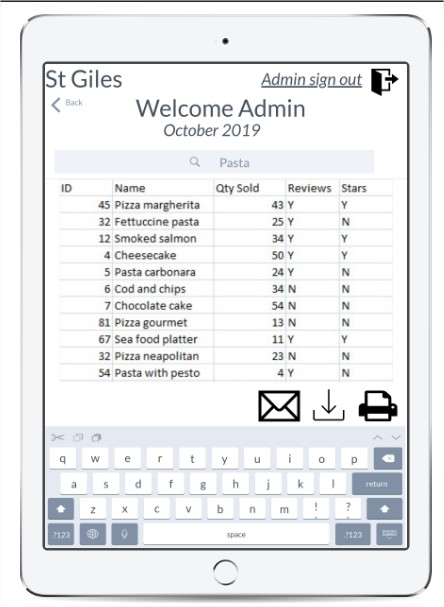 St Giles
Admin sign out
Back
Welcome Admin
October 2019
Pasta
ID Name Qty Sold Reviews Stars
45 Pizza margherita 43 Y Y
32 Fettuccine pasta 25 Y N
12 Smoked salmon 34 Y Y
4 Cheesecake 50 Y Y
5 Pasta carbonara 24 Y N
6 Cod and chips 34 N N
7 Chocolate cake 54 N N
81 Pizza gourmet 13 N N
67 Sea food platter 11 Y Y
32 Pizza neapolitan 23 N N
54 Pasta with pesto 4 Y N
q w e r t y u i o p
a s d f g h j k l return
z x c v b n m ! , ? .
.?123 space .?123